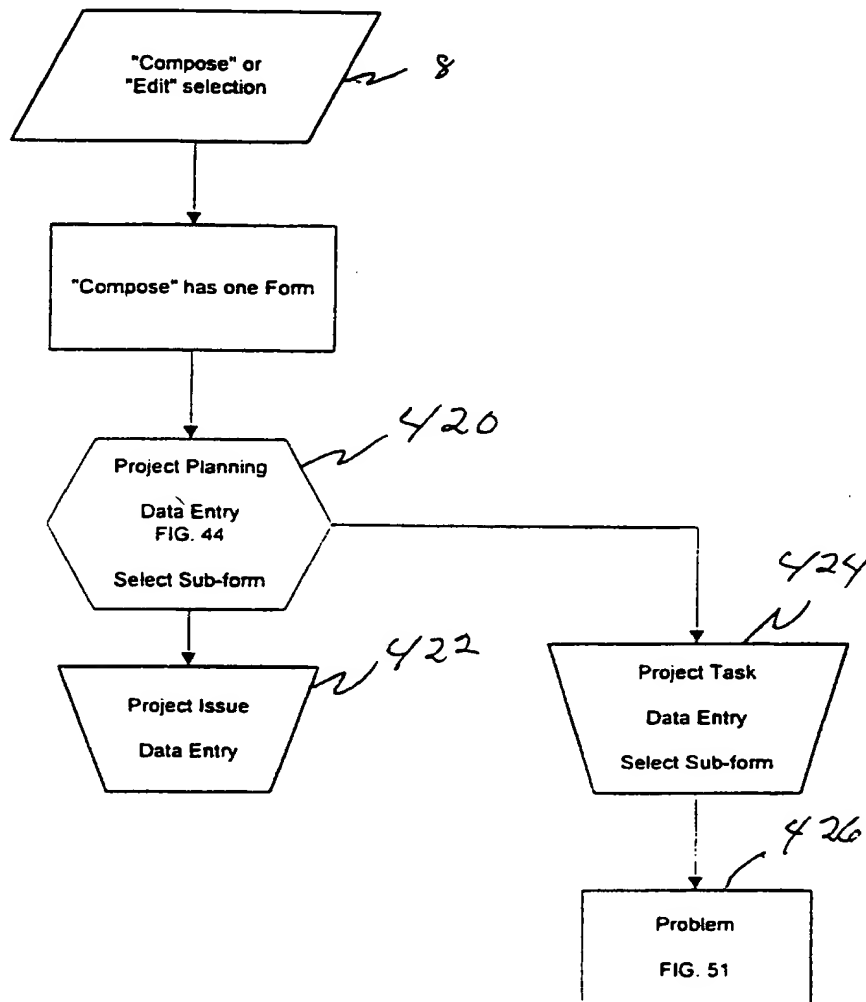 "Compose" or
"Edit" selection
8
"Compose" has one Form
420
Project Planning
Data Entry
FIG. 44
Select Sub-form
424
422
Project Issue
Data Entry
Project Task
Data Entry
Select Sub-form
426
Problem
FIG. 51